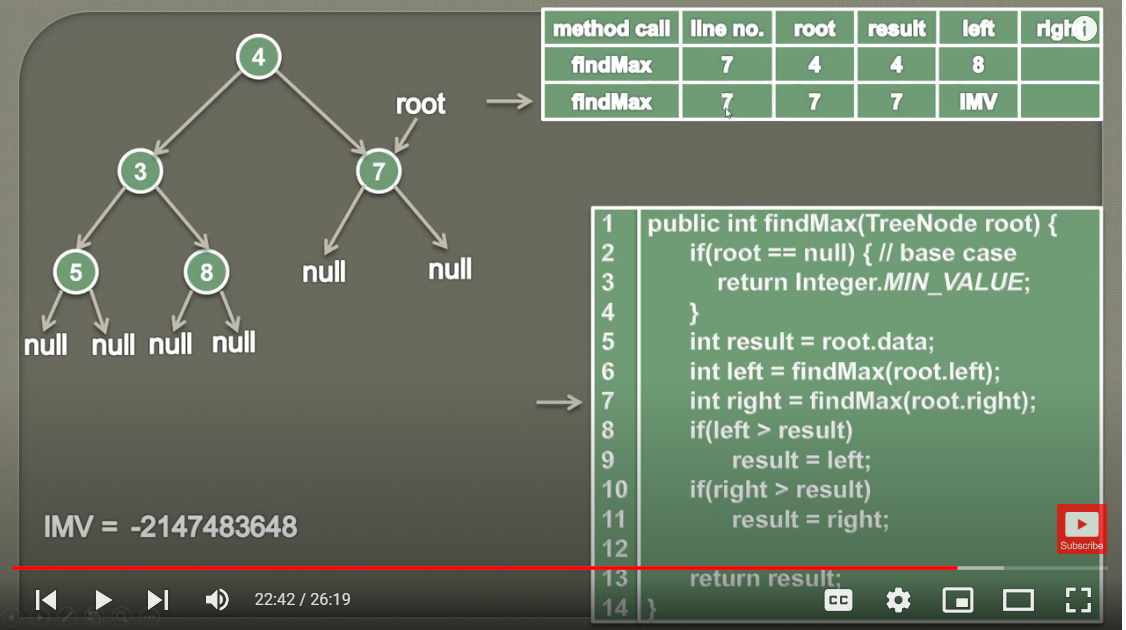 method call line no. root result left right
findMax 7 4 4 8
findMax 7 7 7 IMV
4
root
3 7
5 8 null null
null null null null
1 public int findMax(TreeNode root) {
2 if(root == null) { // base case
3 return Integer.MIN_VALUE;
4 }
5 int result = root.data;
6 int left = findMax(root.left);
7 int right = findMax(root.right);
8 if(left > result)
9 result = left;
10 if(right > result)
11 result = right;
12
13 return result;
14 }
IMV = -2147483648
Subscribe
22:42 / 26:19
CC